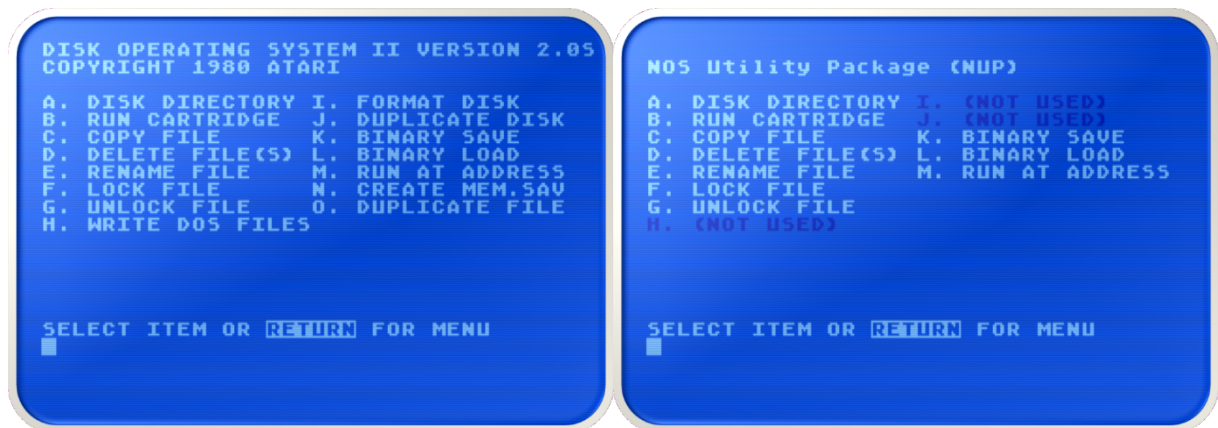 DISK OPERATING SYSTEM II VERSION 2.0S
COPYRIGHT 1980 ATARI
A. DISK DIRECTORY I. FORMAT DISK
B. RUN CARTRIDGE J. DUPLICATE DISK
C. COPY FILE K. BINARY SAVE
D. DELETE FILE(S) L. BINARY LOAD
E. RENAME FILE M. RUN AT ADDRESS
F. LOCK FILE N. CREATE MEM.SAV
G. UNLOCK FILE O. DUPLICATE FILE
H. WRITE DOS FILES
SELECT ITEM OR RETURN FOR MENU
NOS Utility Package (NUP)
A. DISK DIRECTORY I. (NOT USED)
B. RUN CARTRIDGE J. (NOT USED)
C. COPY FILE K. BINARY SAVE
D. DELETE FILE(S) L. BINARY LOAD
E. RENAME FILE M. RUN AT ADDRESS
F. LOCK FILE
G. UNLOCK FILE
H. (NOT USED)
SELECT ITEM OR RETURN FOR MENU